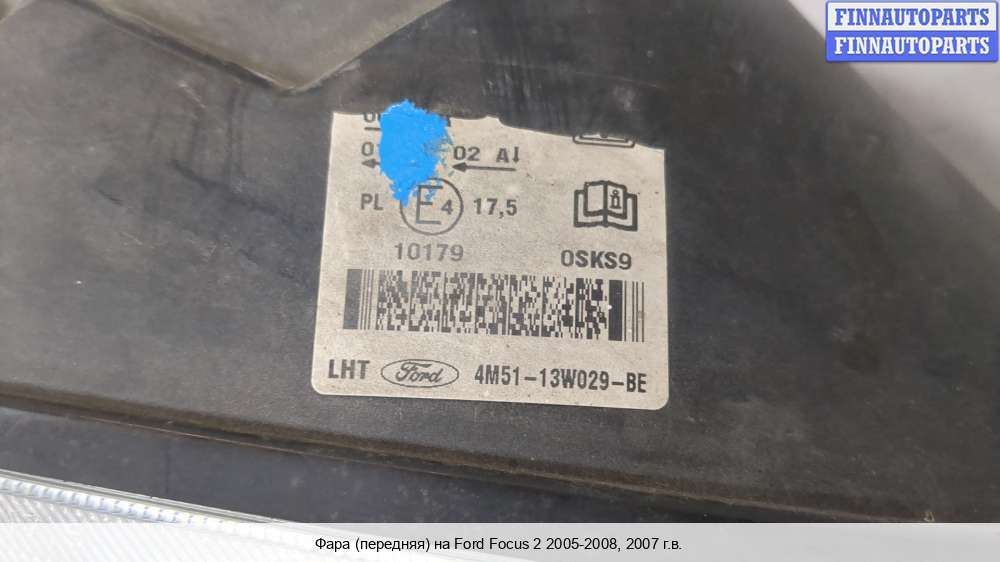 FINNAUTOPARTS
FINNAUTOPARTS
02 A↓
PL E4 17,5
10179 0SKS9
LHT Ford 4M51-13W029-BE
Фара (передняя) на Ford Focus 2 2005-2008, 2007 г.в.